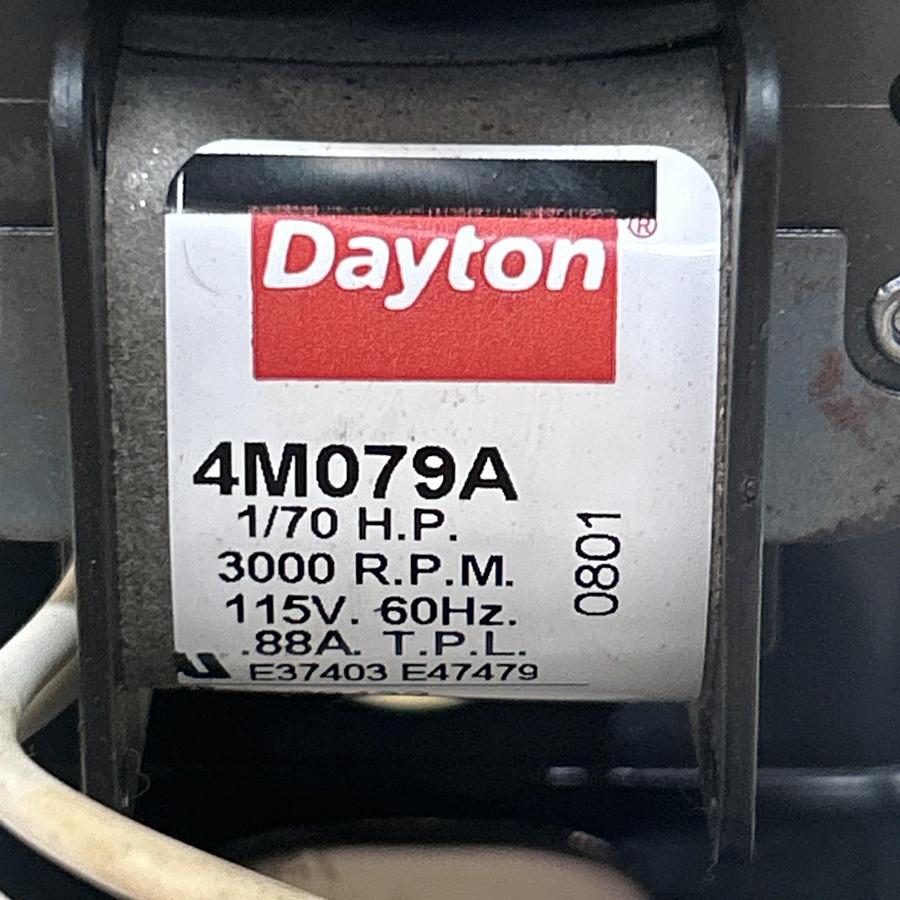 Dayton®
4M079A
1/70 H.P.
3000 R.P.M.
115V. 60Hz.
.88A. T.P.L.
E37403 E47479
0801